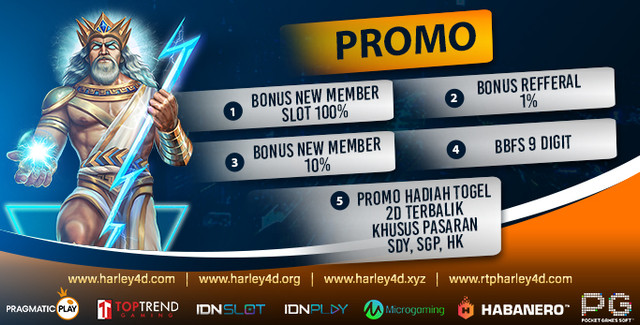 PROMO
1 BONUS NEW MEMBER
SLOT 100%
2 BONUS REFFERAL
1%
3 BONUS NEW MEMBER
10%
4 BBFS 9 DIGIT
5 PROMO HADIAH TOGEL
2D TERBALIK
KHUSUS PASARAN
SDY, SGP, HK
www.harley4d.com | www.harley4d.org | www.harley4d.xyz | www.rtpharley4d.com
PRAGMATIC PLAY
TOPTREND
GAMING
IDNSLOT
IDNPLAY
Microgaming
HABANERO™
PG
POCKET GAMES SOFT™